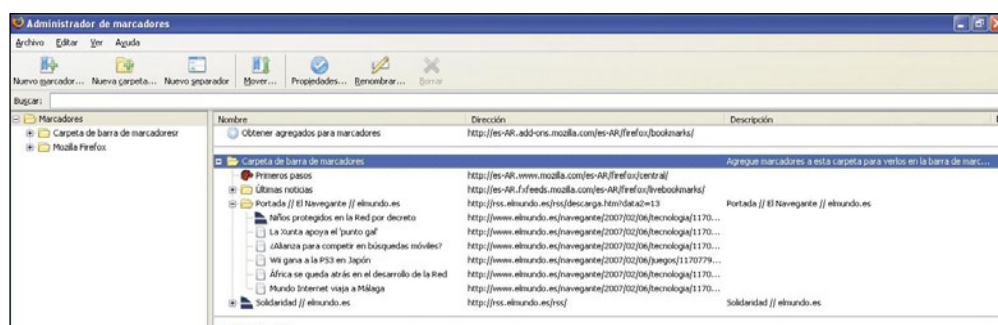 Administrador de marcadores
Archivo Editar Ver Ayuda
Nuevo marcador... Nueva carpeta... Nuevo separador Mover... Propiedades... Renombrar... Borrar
Buscar:
Marcadores
Carpeta de barra de marcadoresr
Mozilla Firefox
Nombre Dirección Descripción
Obtener agregados para marcadores http://es-AR.add-ons.mozilla.com/es-AR/firefox/bookmarks/
Carpeta de barra de marcadores Agregue marcadores a esta carpeta para verlos en la barra de marc...
Primeros pasos http://es-AR.www.mozilla.com/es-AR/firefox/central/
Últimas noticias http://es-AR.fxfeeds.mozilla.com/es-AR/firefox/livebookmarks/
Portada // El Navegante // elmundo.es http://rss.elmundo.es/rss/descarga.htm?data2=13 Portada // El Navegante // elmundo.es
Niños protegidos en la Red por decreto http://www.elmundo.es/navegante/2007/02/06/tecnologia/1170...
La Xunta apoya el 'punto gal' http://www.elmundo.es/navegante/2007/02/06/tecnologia/1170...
¿Alianza para competir en búsquedas móviles? http://www.elmundo.es/navegante/2007/02/06/tecnologia/1170...
Wii gana a la PS3 en Japón http://www.elmundo.es/navegante/2007/02/06/juegos/1170779...
África se queda atrás en el desarrollo de la Red http://www.elmundo.es/navegante/2007/02/06/tecnologia/1170...
Mundo Internet viaja a Málaga http://www.elmundo.es/navegante/2007/02/06/tecnologia/1170...
Solidaridad // elmundo.es http://rss.elmundo.es/rss/ Solidaridad // elmundo.es